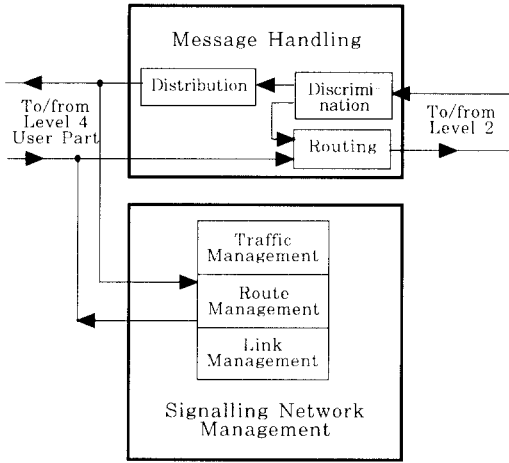 Message Handling
Distribution
Discrimi-
nation
Routing
To/from
Level 4
User Part
To/from
Level 2
Traffic
Management
Route
Management
Link
Management
Signalling Network
Management